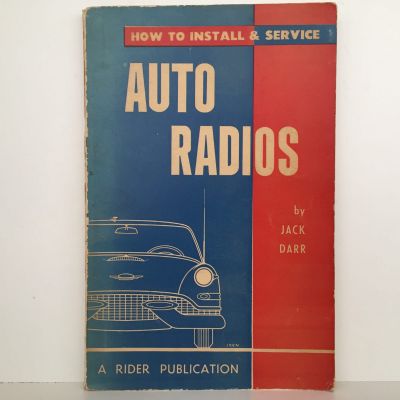 HOW TO INSTALL & SERVICE
AUTO
RADIOS
by
JACK
DARR
A RIDER PUBLICATION